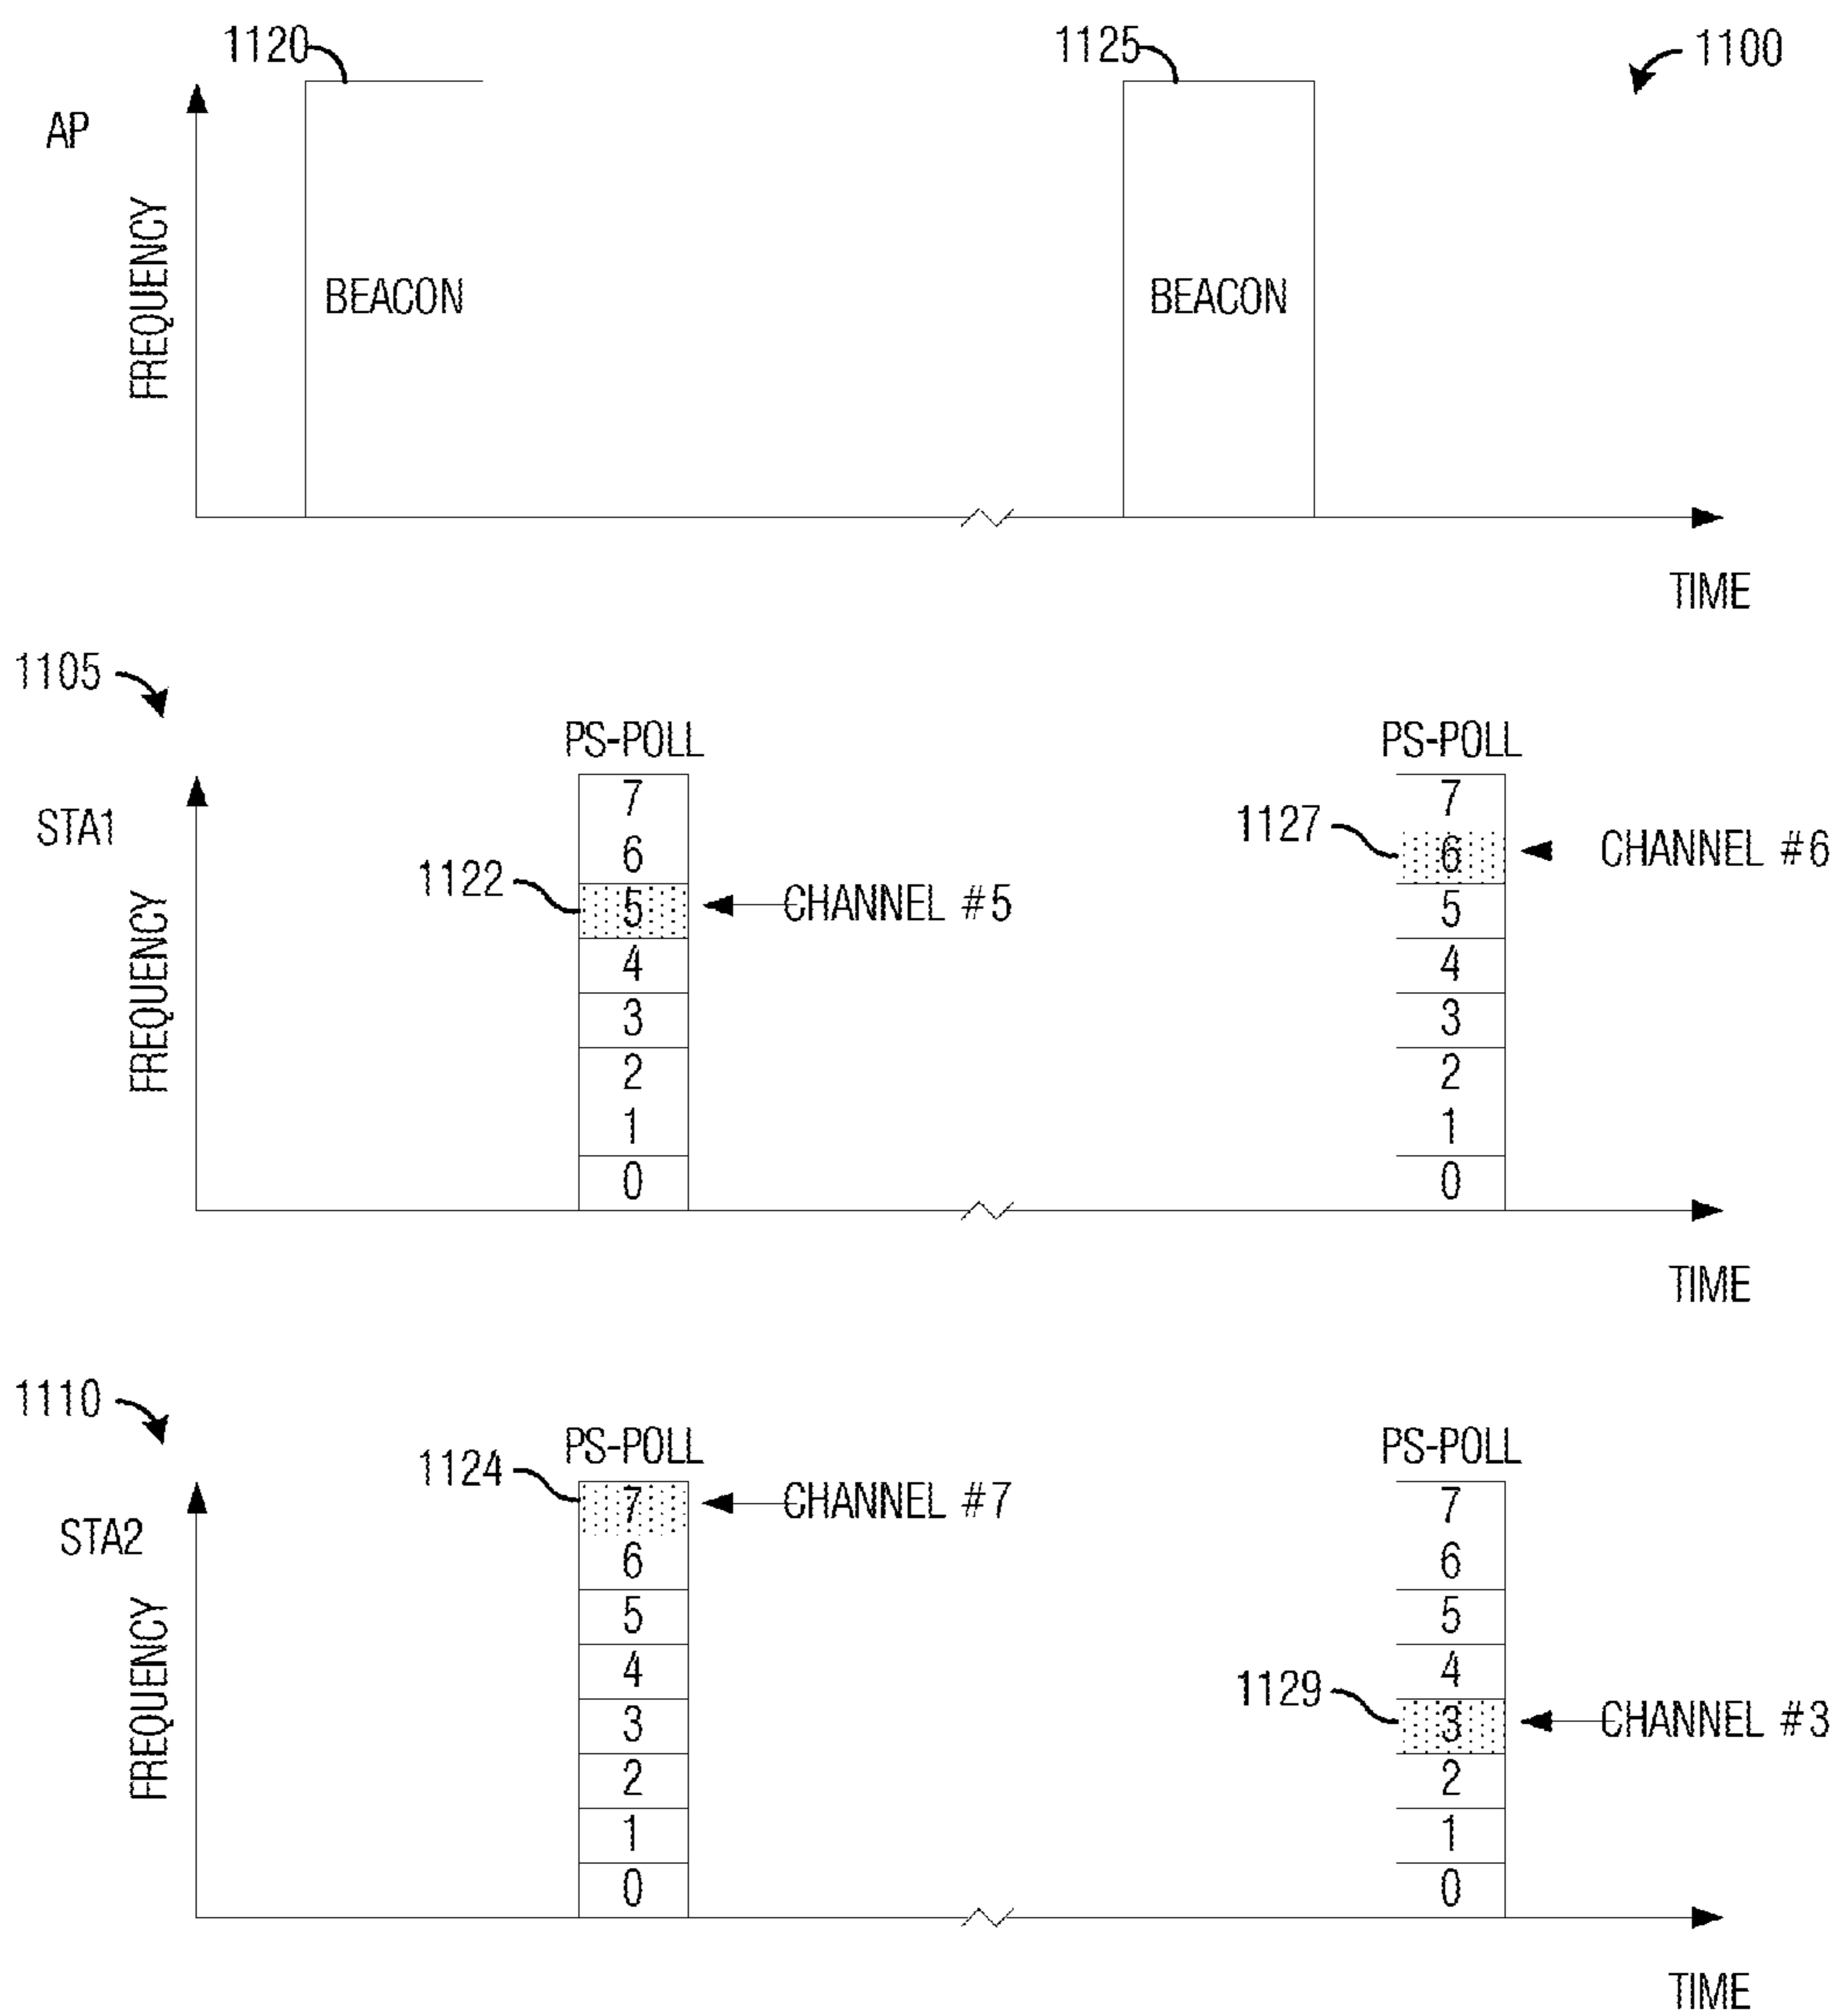 1120
1125
1100
AP
FREQUENCY
BEACON
BEACON
TIME
1105
PS-POLL
PS-POLL
STA1
FREQUENCY
7
6
5
4
3
2
1
0
1122
CHANNEL #5
7
6
5
4
3
2
1
0
1127
CHANNEL #6
TIME
1110
PS-POLL
PS-POLL
STA2
FREQUENCY
1124
7
6
5
4
3
2
1
0
CHANNEL #7
7
6
5
4
3
2
1
0
1129
CHANNEL #3
TIME